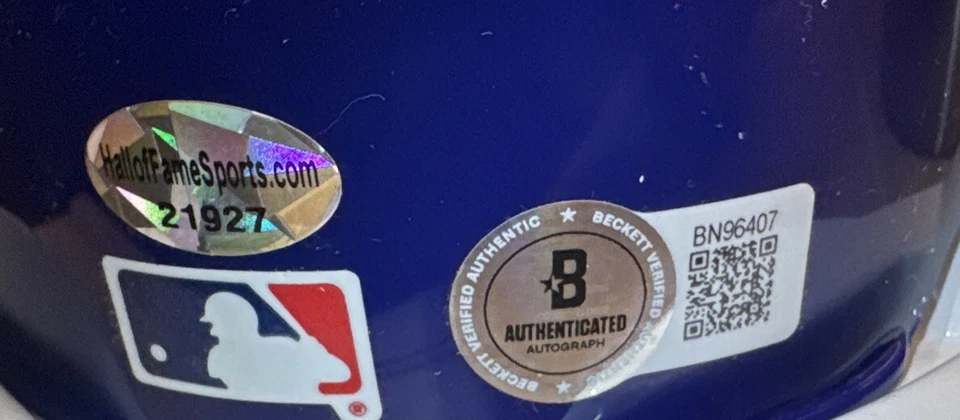 HallofFameSports.com
21927
®
BECKETT VERIFIED AUTHENTIC ★ BECKETT VERIFIED AUTHENTIC ★
B
AUTHENTICATED
AUTOGRAPH
BN96407